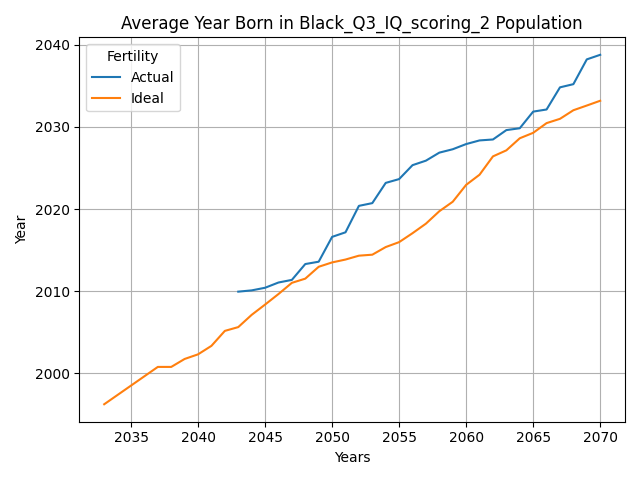 Average Year Born in Black_Q3_IQ_scoring_2 Population
Fertility
Actual
Ideal
2040
2030
2020
2010
2000
Year
2035 2040 2045 2050 2055 2060 2065 2070
Years